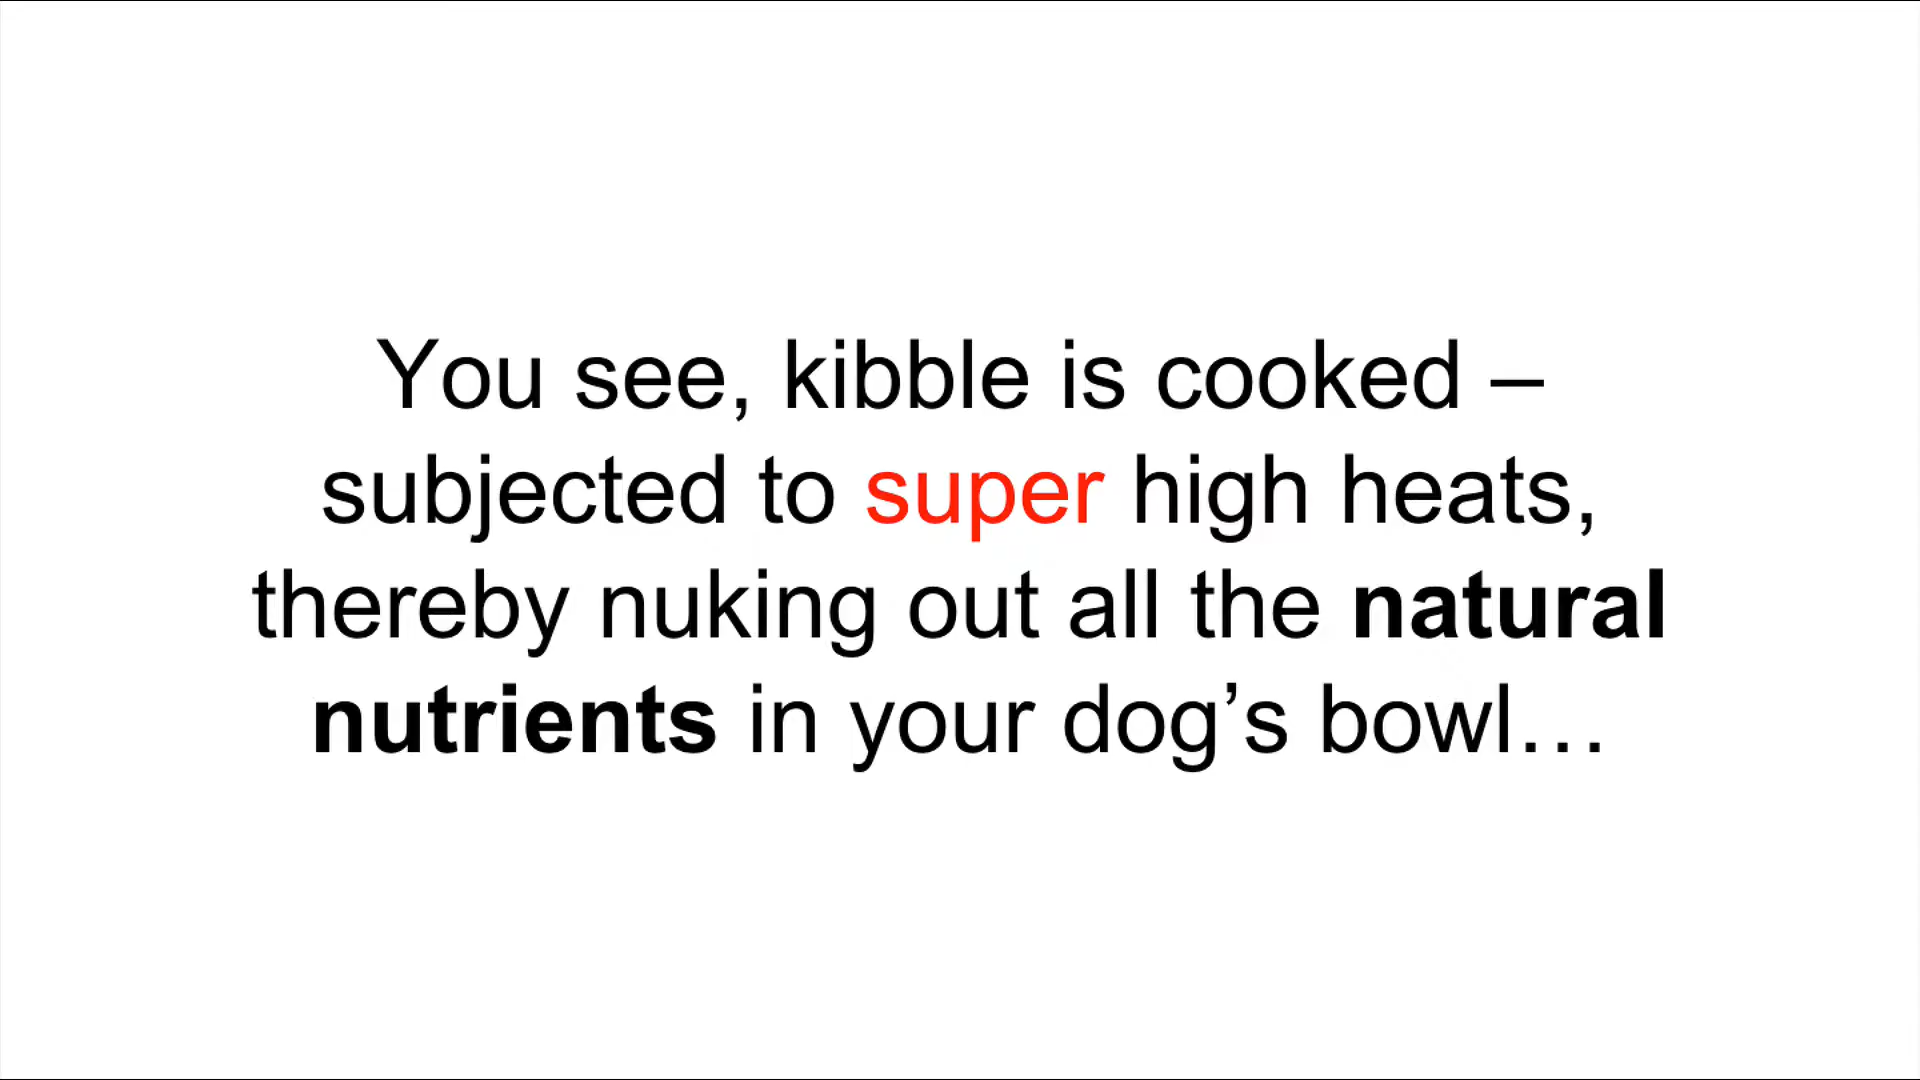 You see, kibble is cooked –
subjected to super high heats,
thereby nuking out all the natural
nutrients in your dog’s bowl…